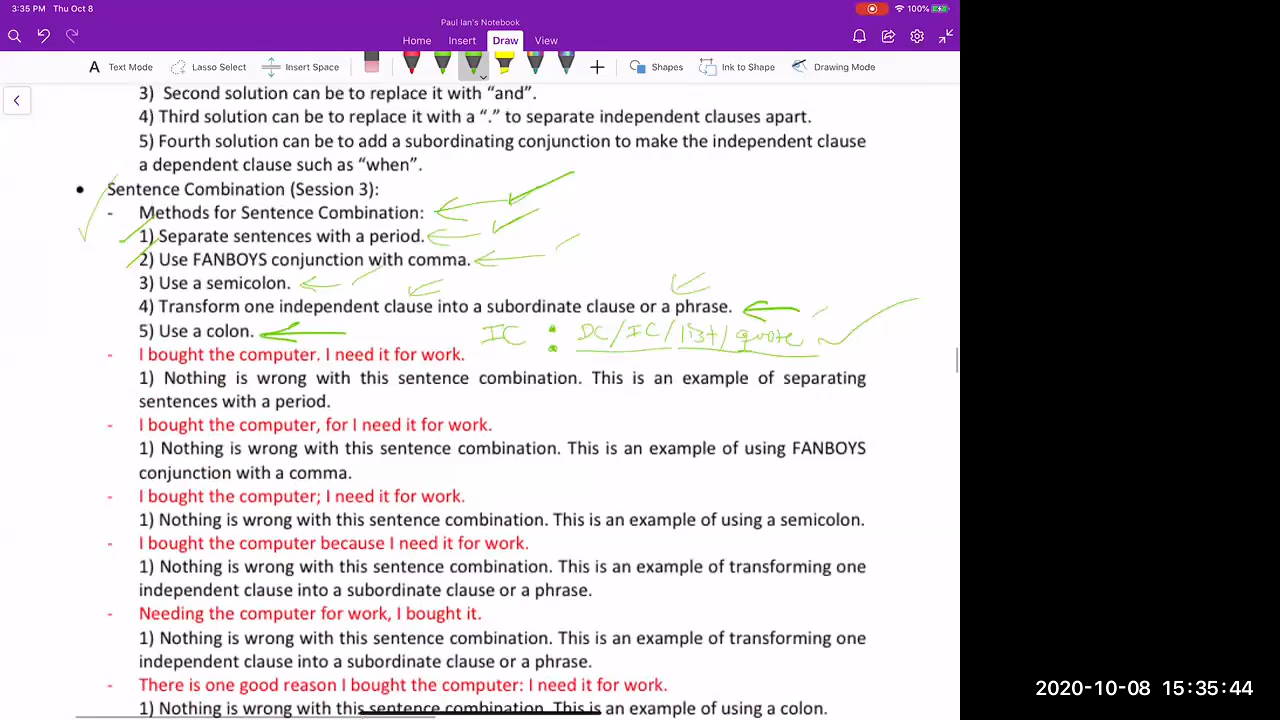 3:35 PM Thu Oct 8
100%
Paul Ian's Notebook
Home Insert Draw View
Text Mode Lasso Select Insert Space Shapes Ink to Shape Drawing Mode
3) Second solution can be to replace it with “and”.
4) Third solution can be to replace it with a “.” to separate independent clauses apart.
5) Fourth solution can be to add a subordinating conjunction to make the independent clause
a dependent clause such as “when”.
• Sentence Combination (Session 3):
- Methods for Sentence Combination:
1) Separate sentences with a period.
2) Use FANBOYS conjunction with comma.
3) Use a semicolon.
4) Transform one independent clause into a subordinate clause or a phrase.
5) Use a colon. IC : DC/IC/list/quote
- I bought the computer. I need it for work.
1) Nothing is wrong with this sentence combination. This is an example of separating
sentences with a period.
- I bought the computer, for I need it for work.
1) Nothing is wrong with this sentence combination. This is an example of using FANBOYS
conjunction with a comma.
- I bought the computer; I need it for work.
1) Nothing is wrong with this sentence combination. This is an example of using a semicolon.
- I bought the computer because I need it for work.
1) Nothing is wrong with this sentence combination. This is an example of transforming one
independent clause into a subordinate clause or a phrase.
- Needing the computer for work, I bought it.
1) Nothing is wrong with this sentence combination. This is an example of transforming one
independent clause into a subordinate clause or a phrase.
- There is one good reason I bought the computer: I need it for work.
1) Nothing is wrong with this sentence combination. This is an example of using a colon.
2020-10-08 15:35:44